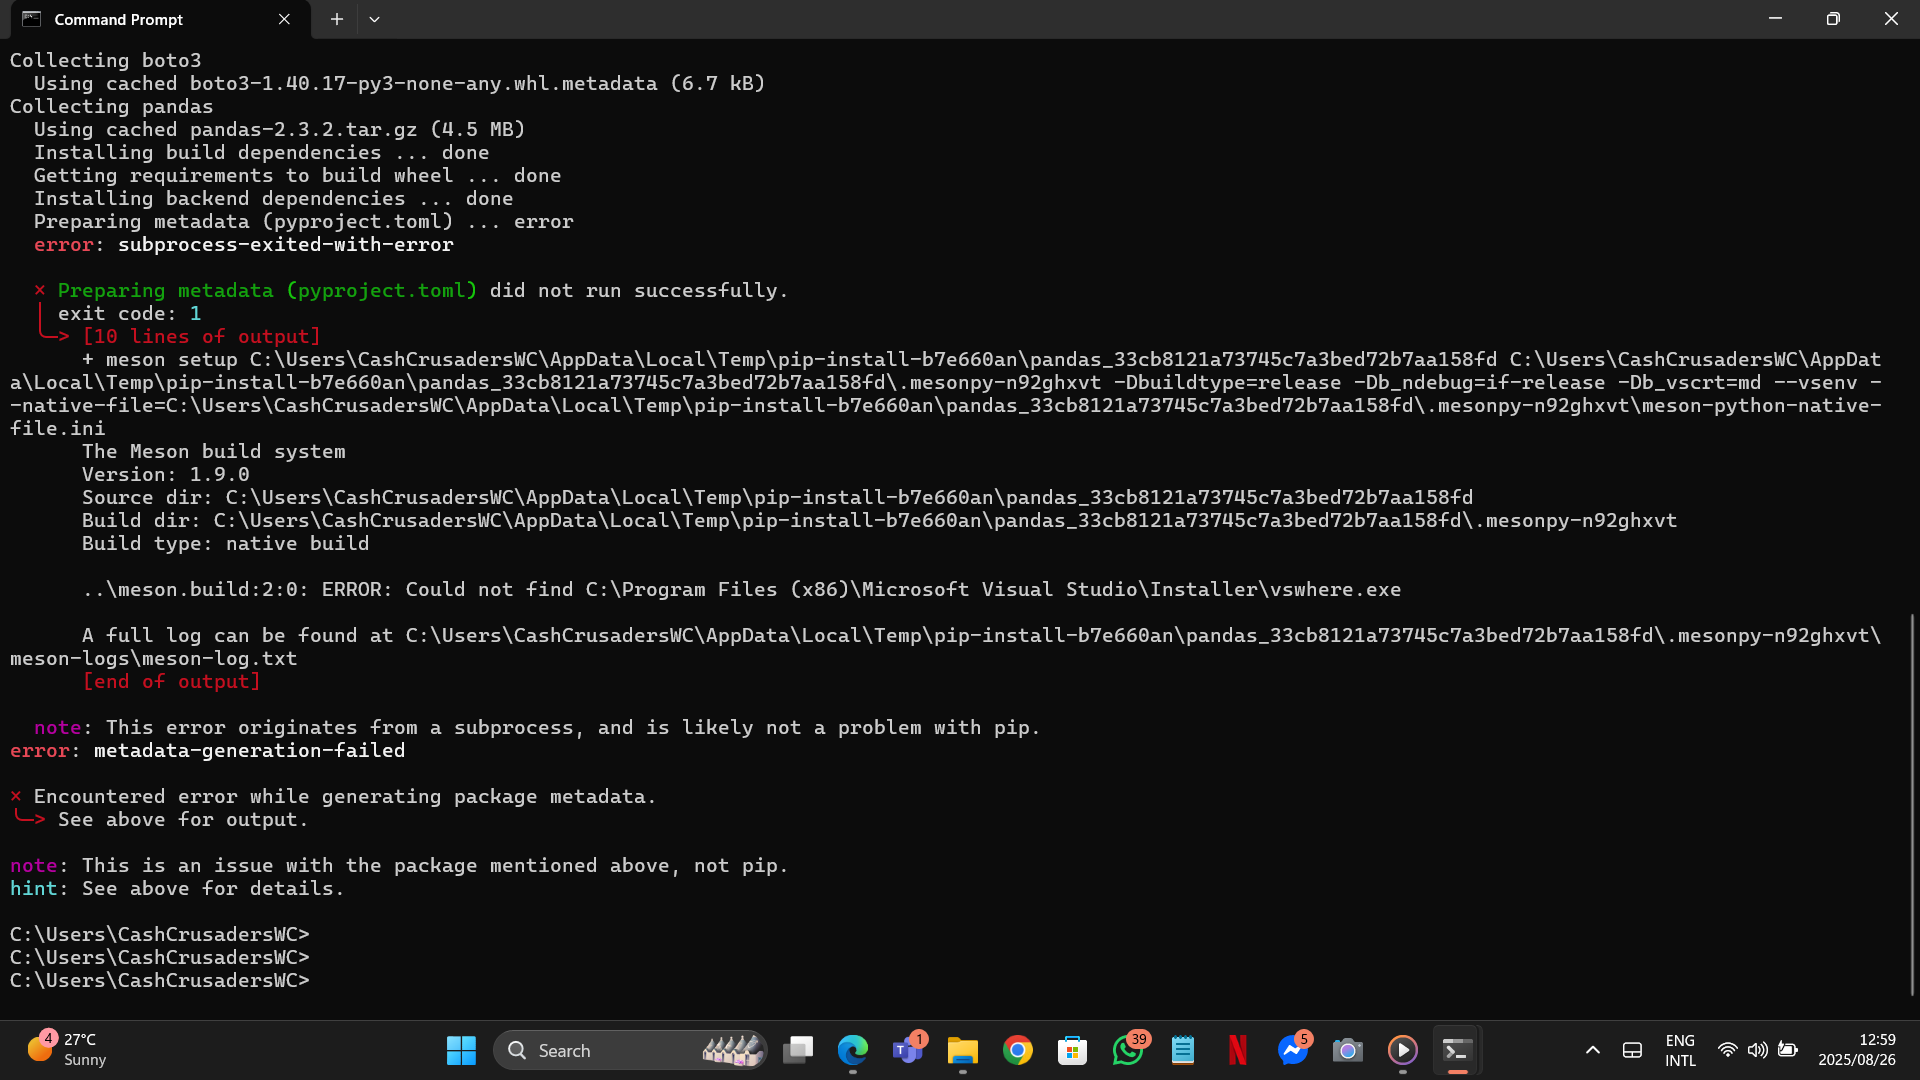 Command Prompt
Collecting boto3
Using cached boto3-1.40.17-py3-none-any.whl.metadata (6.7 kB)
Collecting pandas
Using cached pandas-2.3.2.tar.gz (4.5 MB)
Installing build dependencies ... done
Getting requirements to build wheel ... done
Installing backend dependencies ... done
Preparing metadata (pyproject.toml) ... error
error: subprocess-exited-with-error
× Preparing metadata (pyproject.toml) did not run successfully.
│ exit code: 1
╰─> [10 lines of output]
+ meson setup C:\Users\CashCrusadersWC\AppData\Local\Temp\pip-install-b7e660an\pandas_33cb8121a73745c7a3bed72b7aa158fd C:\Users\CashCrusadersWC\AppDat
a\Local\Temp\pip-install-b7e660an\pandas_33cb8121a73745c7a3bed72b7aa158fd\.mesonpy-n92ghxvt -Dbuildtype=release -Db_ndebug=if-release -Db_vscrt=md --vsenv -
-native-file=C:\Users\CashCrusadersWC\AppData\Local\Temp\pip-install-b7e660an\pandas_33cb8121a73745c7a3bed72b7aa158fd\.mesonpy-n92ghxvt\meson-python-native-
file.ini
The Meson build system
Version: 1.9.0
Source dir: C:\Users\CashCrusadersWC\AppData\Local\Temp\pip-install-b7e660an\pandas_33cb8121a73745c7a3bed72b7aa158fd
Build dir: C:\Users\CashCrusadersWC\AppData\Local\Temp\pip-install-b7e660an\pandas_33cb8121a73745c7a3bed72b7aa158fd\.mesonpy-n92ghxvt
Build type: native build
..\meson.build:2:0: ERROR: Could not find C:\Program Files (x86)\Microsoft Visual Studio\Installer\vswhere.exe
A full log can be found at C:\Users\CashCrusadersWC\AppData\Local\Temp\pip-install-b7e660an\pandas_33cb8121a73745c7a3bed72b7aa158fd\.mesonpy-n92ghxvt\
meson-logs\meson-log.txt
[end of output]
note: This error originates from a subprocess, and is likely not a problem with pip.
error: metadata-generation-failed
× Encountered error while generating package metadata.
╰─> See above for output.
note: This is an issue with the package mentioned above, not pip.
hint: See above for details.
C:\Users\CashCrusadersWC>
C:\Users\CashCrusadersWC>
C:\Users\CashCrusadersWC>
4
27°C
Sunny
Search
1
39
5
ENG
INTL
12:59
2025/08/26